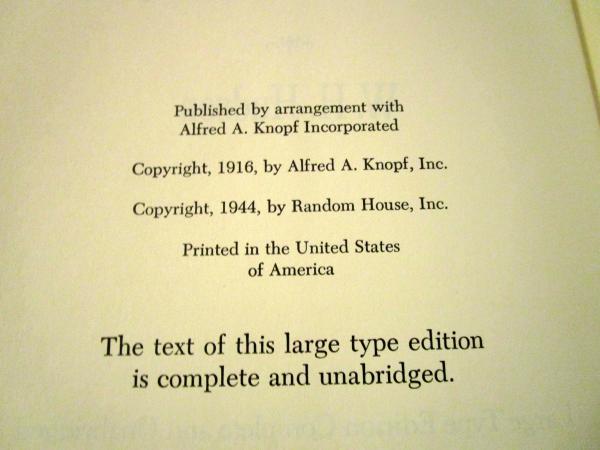 Published by arrangement with
Alfred A. Knopf Incorporated
Copyright, 1916, by Alfred A. Knopf, Inc.
Copyright, 1944, by Random House, Inc.
Printed in the United States
of America
The text of this large type edition
is complete and unabridged.